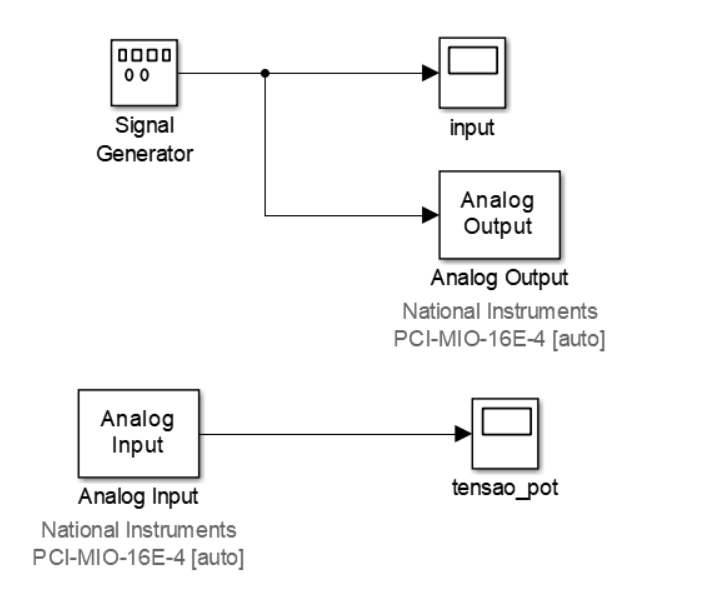 Signal
Generator
input
Analog
Output
Analog Output
National Instruments
PCI-MIO-16E-4 [auto]
Analog
Input
Analog Input
National Instruments
PCI-MIO-16E-4 [auto]
tensao_pot